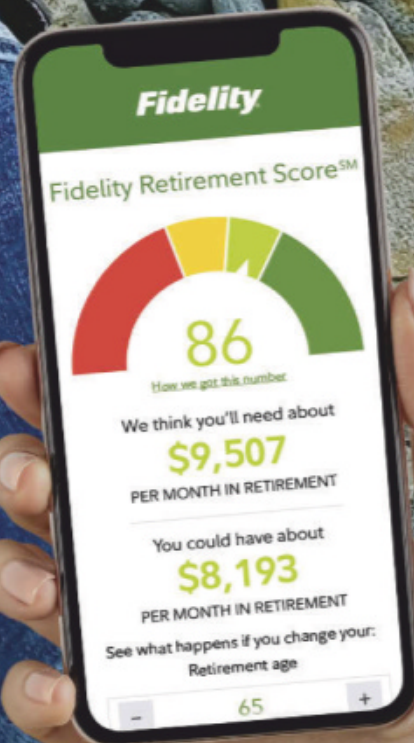 Fidelity
Fidelity Retirement Score℠
86
How we got this number
We think you'll need about
$9,507
PER MONTH IN RETIREMENT
You could have about
$8,193
PER MONTH IN RETIREMENT
See what happens if you change your:
Retirement age
- 65 +